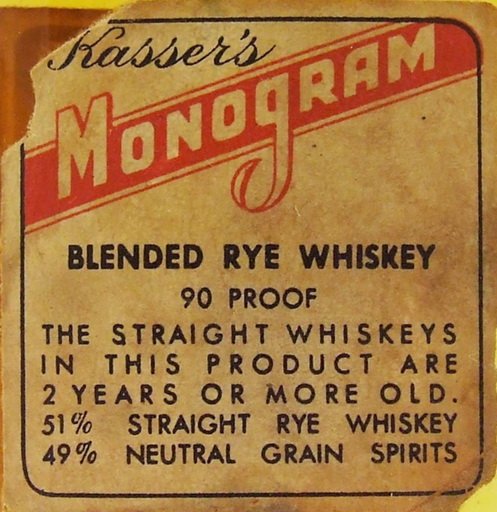 Kasser's
MONOGRAM
BLENDED RYE WHISKEY
90 PROOF
THE STRAIGHT WHISKEYS
IN THIS PRODUCT ARE
2 YEARS OR MORE OLD.
51% STRAIGHT RYE WHISKEY
49% NEUTRAL GRAIN SPIRITS